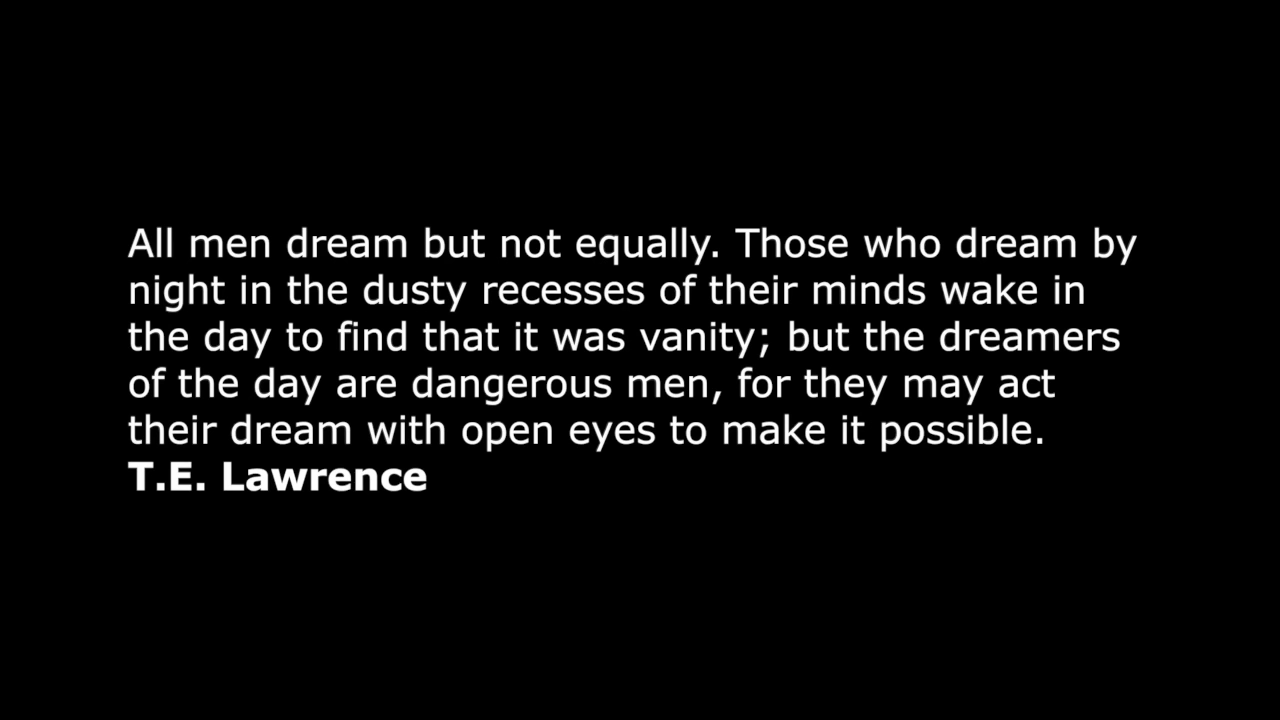 All men dream but not equally. Those who dream by
night in the dusty recesses of their minds wake in
the day to find that it was vanity; but the dreamers
of the day are dangerous men, for they may act
their dream with open eyes to make it possible.
T.E. Lawrence